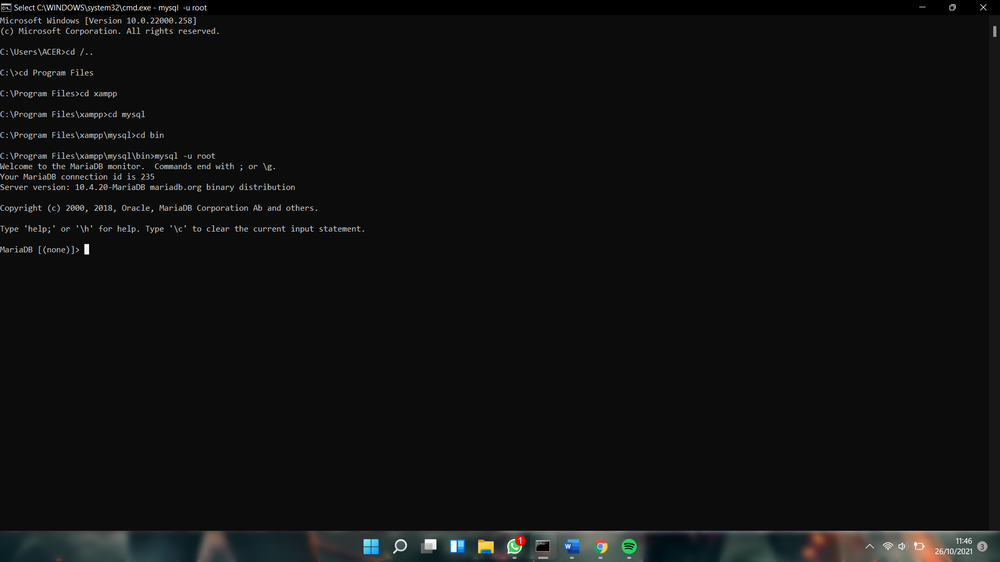 Select C:\WINDOWS\system32\cmd.exe - mysql  -u root
Microsoft Windows [Version 10.0.22000.258]
(c) Microsoft Corporation. All rights reserved.
C:\Users\ACER>cd /..
C:\>cd Program Files
C:\Program Files>cd xampp
C:\Program Files\xampp>cd mysql
C:\Program Files\xampp\mysql>cd bin
C:\Program Files\xampp\mysql\bin>mysql -u root
Welcome to the MariaDB monitor.  Commands end with ; or \g.
Your MariaDB connection id is 235
Server version: 10.4.20-MariaDB mariadb.org binary distribution
Copyright (c) 2000, 2018, Oracle, MariaDB Corporation Ab and others.
Type 'help;' or '\h' for help. Type '\c' to clear the current input statement.
MariaDB [(none)]>
1
W
11:46
26/10/2021
3